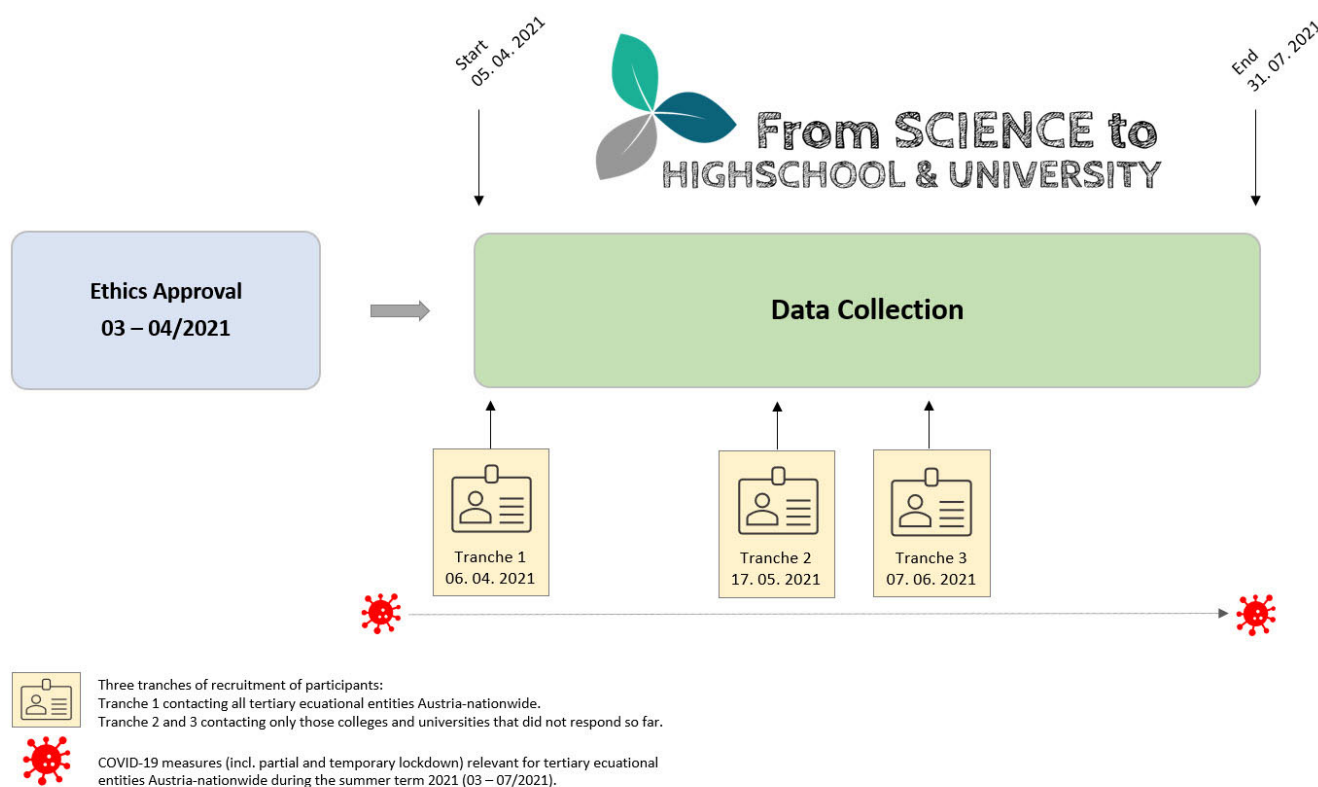 Start
05. 04. 2021
End
31. 07. 2021
From SCIENCE to
HIGHSCHOOL & UNIVERSITY
Ethics Approval
03 – 04/2021
Data Collection
Tranche 1
06. 04. 2021
Tranche 2
17. 05. 2021
Tranche 3
07. 06. 2021
Three tranches of recruitment of participants:
Tranche 1 contacting all tertiary ecuational entities Austria-nationwide.
Tranche 2 and 3 contacting only those colleges and universities that did not respond so far.
COVID-19 measures (incl. partial and temporary lockdown) relevant for tertiary ecuational
entities Austria-nationwide during the summer term 2021 (03 – 07/2021).